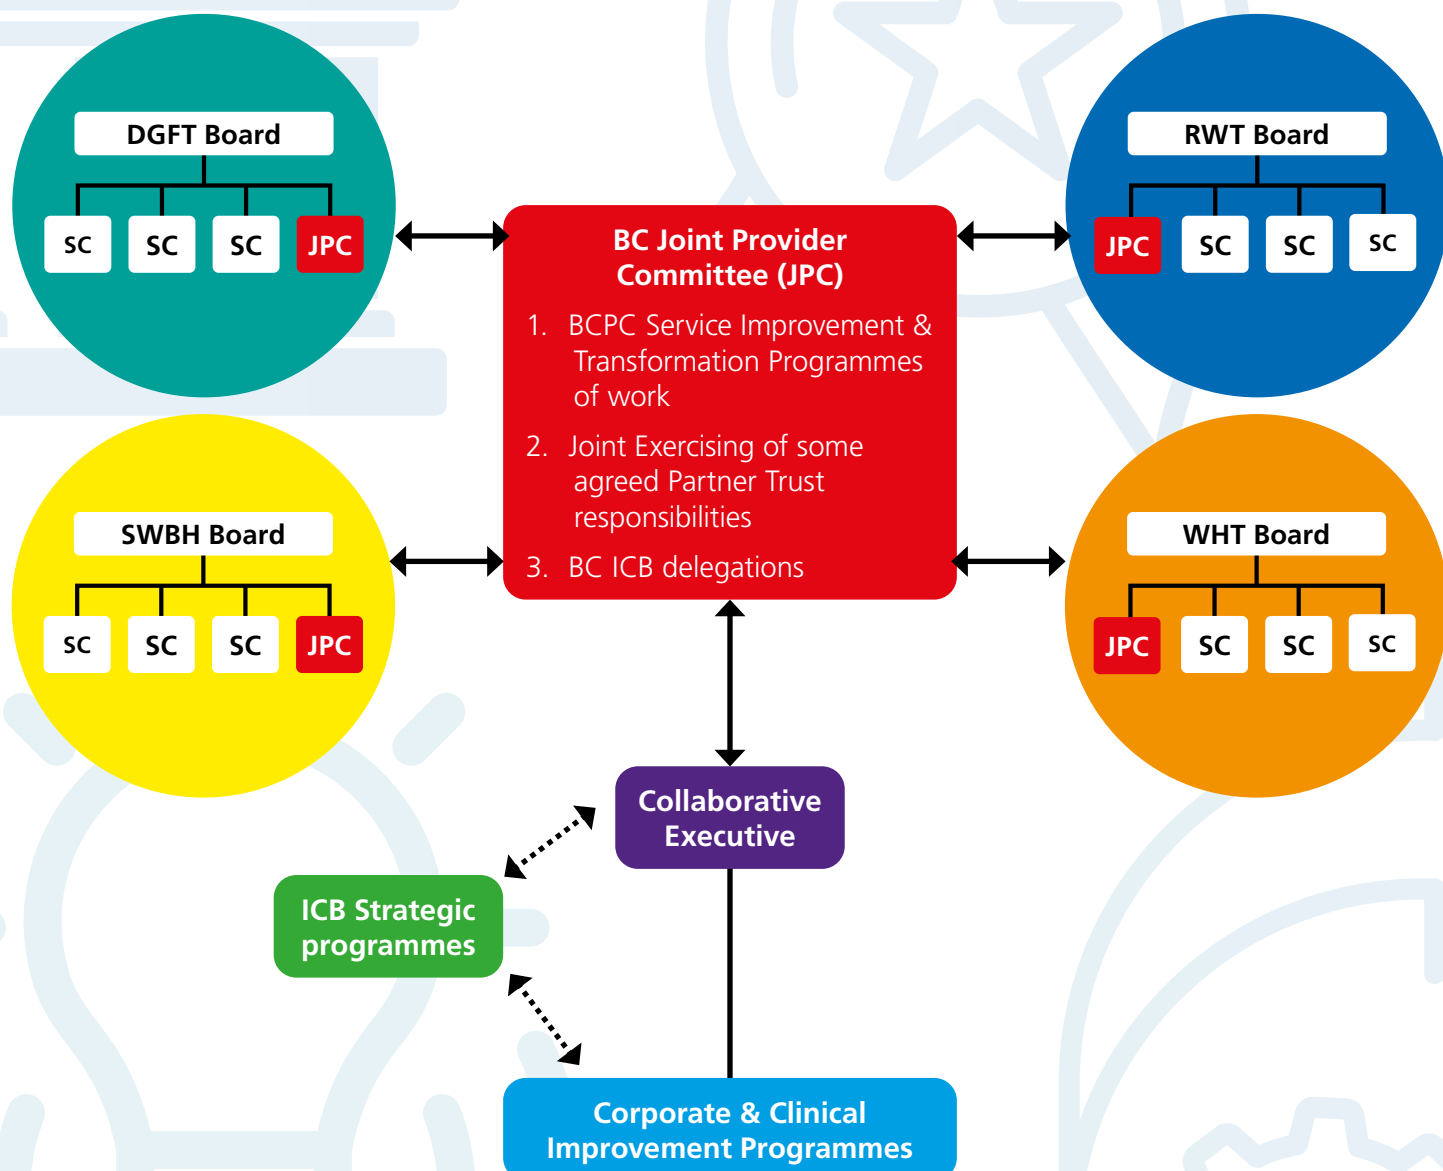 DGFT Board
SC
SC
SC
JPC
RWT Board
JPC
SC
SC
SC
BC Joint Provider
Committee (JPC)
1. BCPC Service Improvement &
Transformation Programmes
of work
2. Joint Exercising of some
agreed Partner Trust
responsibilities
3. BC ICB delegations
SWBH Board
SC
SC
SC
JPC
WHT Board
JPC
SC
SC
SC
Collaborative
Executive
ICB Strategic
programmes
Corporate & Clinical
Improvement Programmes